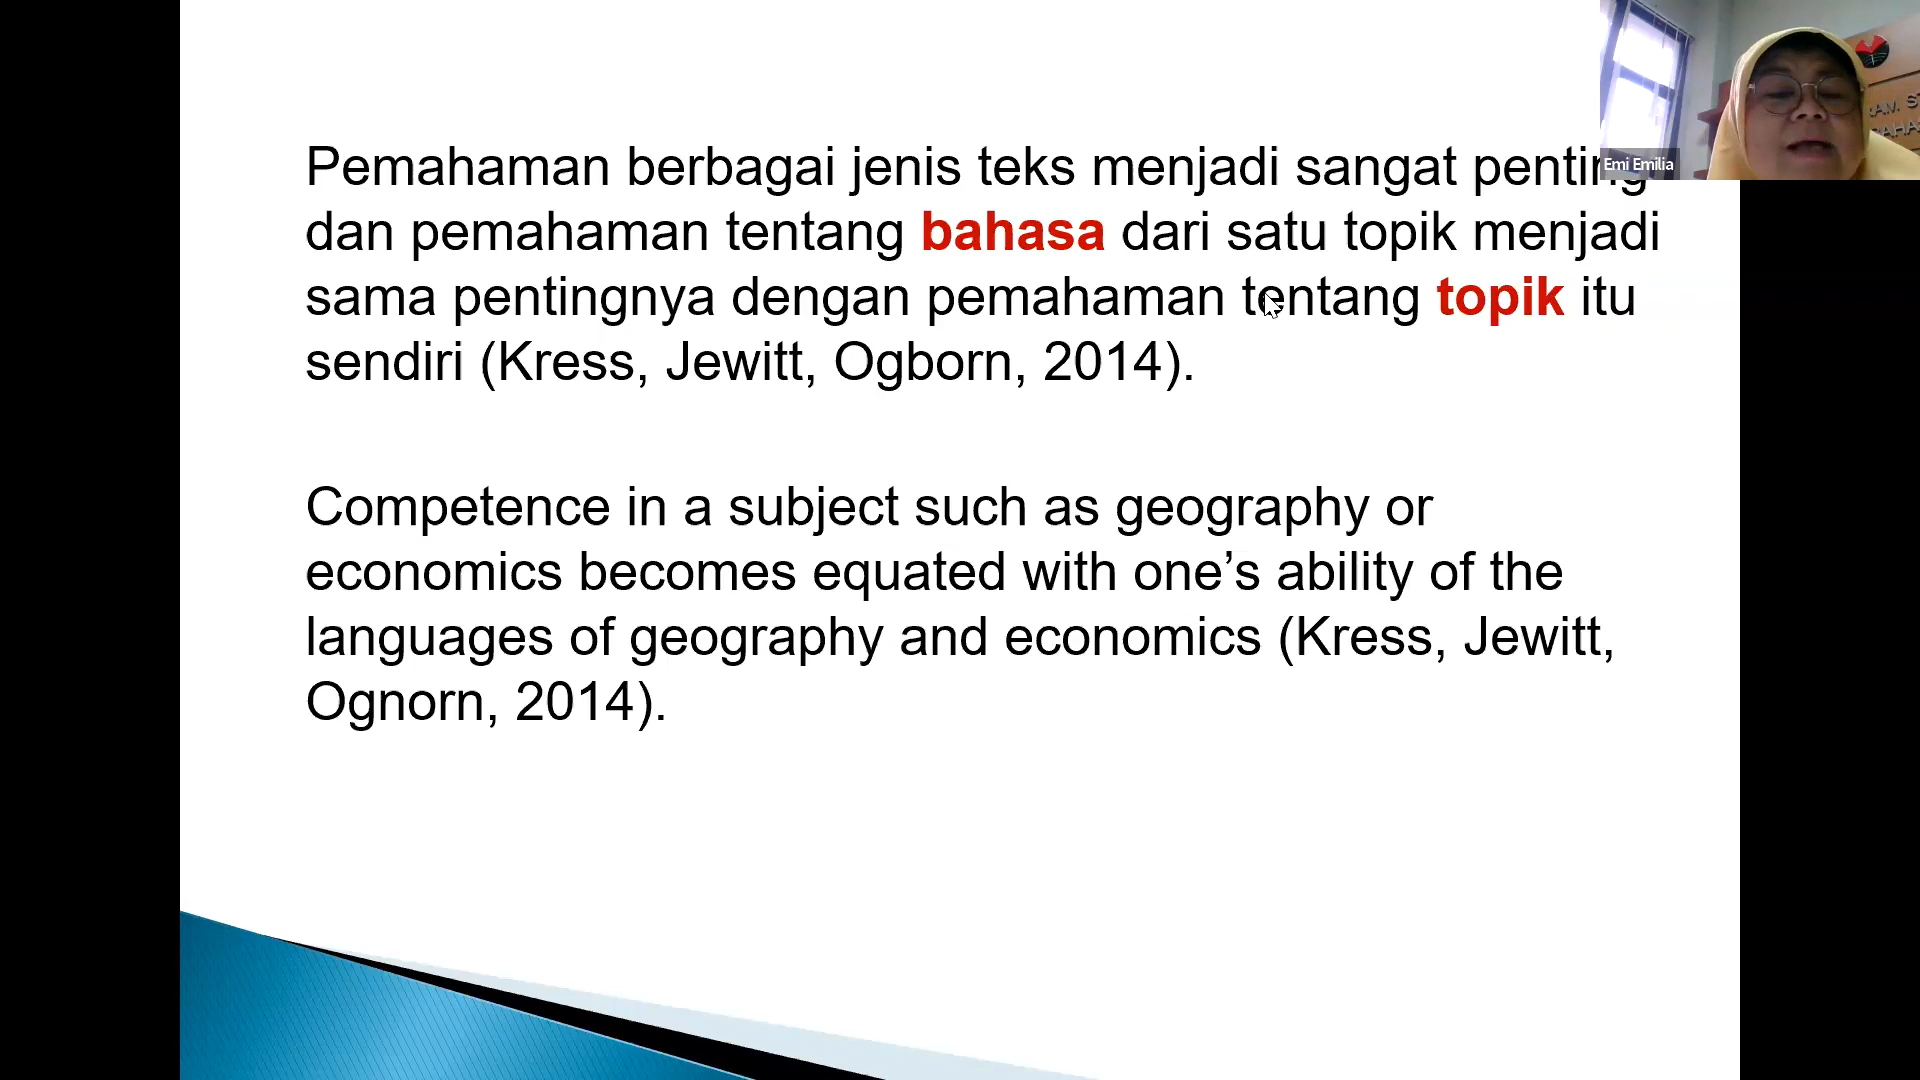 Pemahaman berbagai jenis teks menjadi sangat penting
dan pemahaman tentang bahasa dari satu topik menjadi
sama pentingnya dengan pemahaman tentang topik itu
sendiri (Kress, Jewitt, Ogborn, 2014).
Competence in a subject such as geography or
economics becomes equated with one’s ability of the
languages of geography and economics (Kress, Jewitt,
Ognorn, 2014).
Emi Emilia